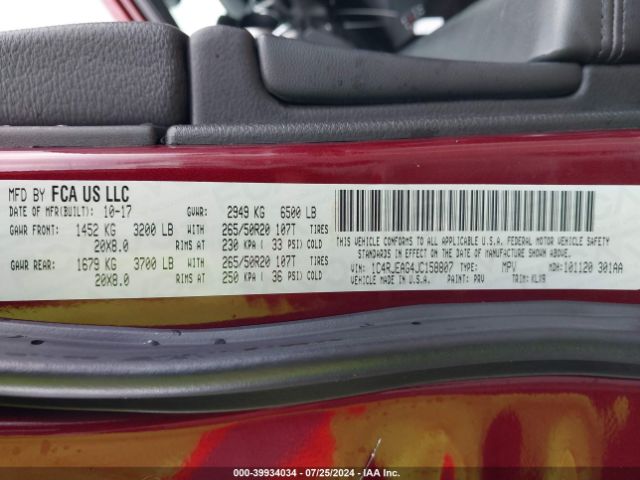 MFD BY FCA US LLC
DATE OF MFR(BUILT): 10-17 GVWR: 2949 KG 6500 LB
GAWR FRONT: 1452 KG 3200 LB WITH 265/50R20 107T TIRES
20X8.0 RIMS AT 230 KPA ( 33 PSI) COLD
GAWR REAR: 1679 KG 3700 LB WITH 265/50R20 107T TIRES
20X8.0 RIMS AT 250 KPA ( 36 PSI) COLD
THIS VEHICLE CONFORMS TO ALL APPLICABLE U.S.A. FEDERAL MOTOR VEHICLE SAFETY
STANDARDS IN EFFECT ON THE DATE OF MANUFACTURE SHOWN ABOVE.
VIN: 1C4RJEAG4JC158807 TYPE: MPV MDH: 101120 301AA
VEHICLE MADE IN U.S.A. PAINT: PRV TRIM: KLX9
000-39934034 / 07/25/2024 - IAA Inc.